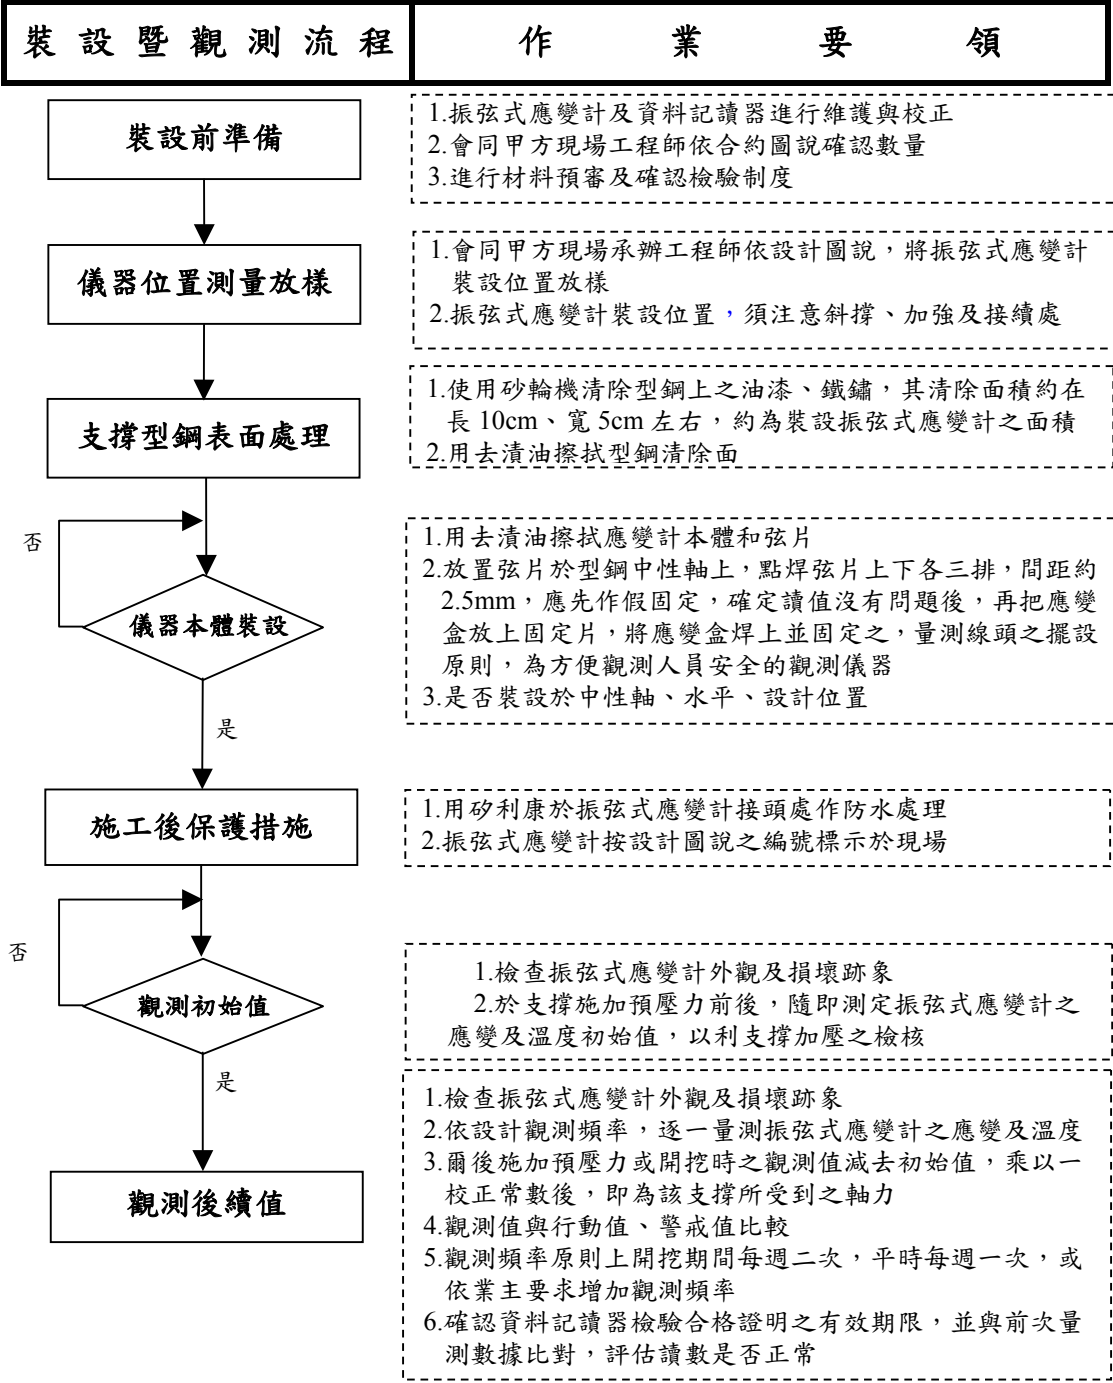 裝設暨觀測流程
作業要領
裝設前準備
1.振弦式應變計及資料記讀器進行維護與校正
2.會同甲方現場工程師依合約圖說確認數量
3.進行材料預審及確認檢驗制度
儀器位置測量放樣
1.會同甲方現場承辦工程師依設計圖說，將振弦式應變計
裝設位置放樣
2.振弦式應變計裝設位置，須注意斜撐、加強及接續處
支撐型鋼表面處理
1.使用砂輪機清除型鋼上之油漆、鐵鏽，其清除面積約在
長 10cm、寬 5cm 左右，約為裝設振弦式應變計之面積
2.用去漬油擦拭型鋼清除面
否
儀器本體裝設
1.用去漬油擦拭應變計本體和弦片
2.放置弦片於型鋼中性軸上，點焊弦片上下各三排，間距約
2.5mm，應先作假固定，確定讀值沒有問題後，再把應變
盒放上固定片，將應變盒焊上並固定之，量測線頭之擺設
原則，為方便觀測人員安全的觀測儀器
3.是否裝設於中性軸、水平、設計位置
是
施工後保護措施
1.用矽利康於振弦式應變計接頭處作防水處理
2.振弦式應變計按設計圖說之編號標示於現場
否
觀測初始值
1.檢查振弦式應變計外觀及損壞跡象
2.於支撐施加預壓力前後，隨即測定振弦式應變計之
應變及溫度初始值，以利支撐加壓之檢核
是
觀測後續值
1.檢查振弦式應變計外觀及損壞跡象
2.依設計觀測頻率，逐一量測振弦式應變計之應變及溫度
3.爾後施加預壓力或開挖時之觀測值減去初始值，乘以一
校正常數後，即為該支撐所受到之軸力
4.觀測值與行動值、警戒值比較
5.觀測頻率原則上開挖期間每週二次，平時每週一次，或
依業主要求增加觀測頻率
6.確認資料記讀器檢驗合格證明之有效期限，並與前次量
測數據比對，評估讀數是否正常